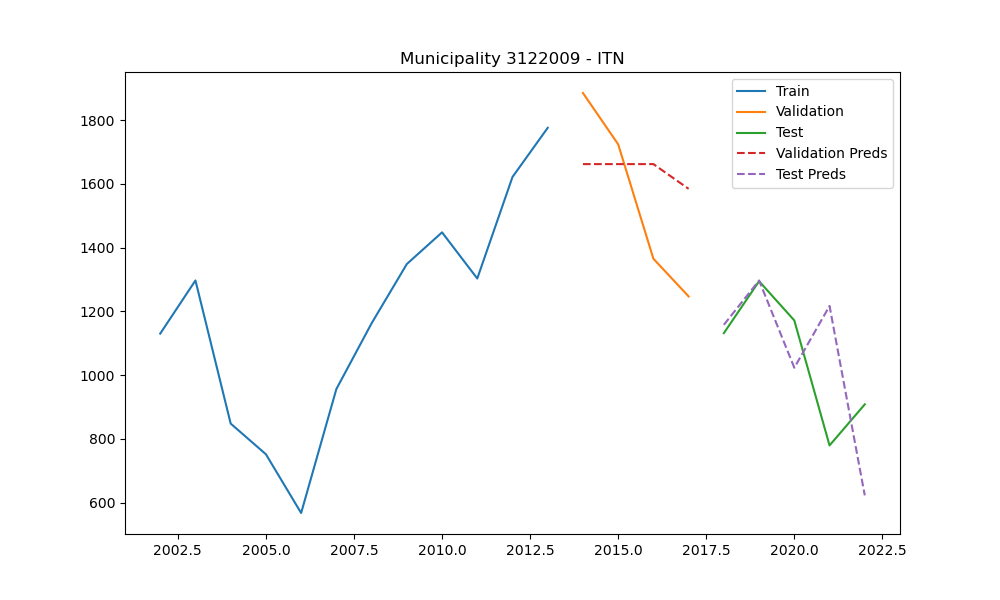 Municipality 3122009 - ITN
Train
Validation
Test
Validation Preds
Test Preds
1800
1600
1400
1200
1000
800
600
2002.5 2005.0 2007.5 2010.0 2012.5 2015.0 2017.5 2020.0 2022.5